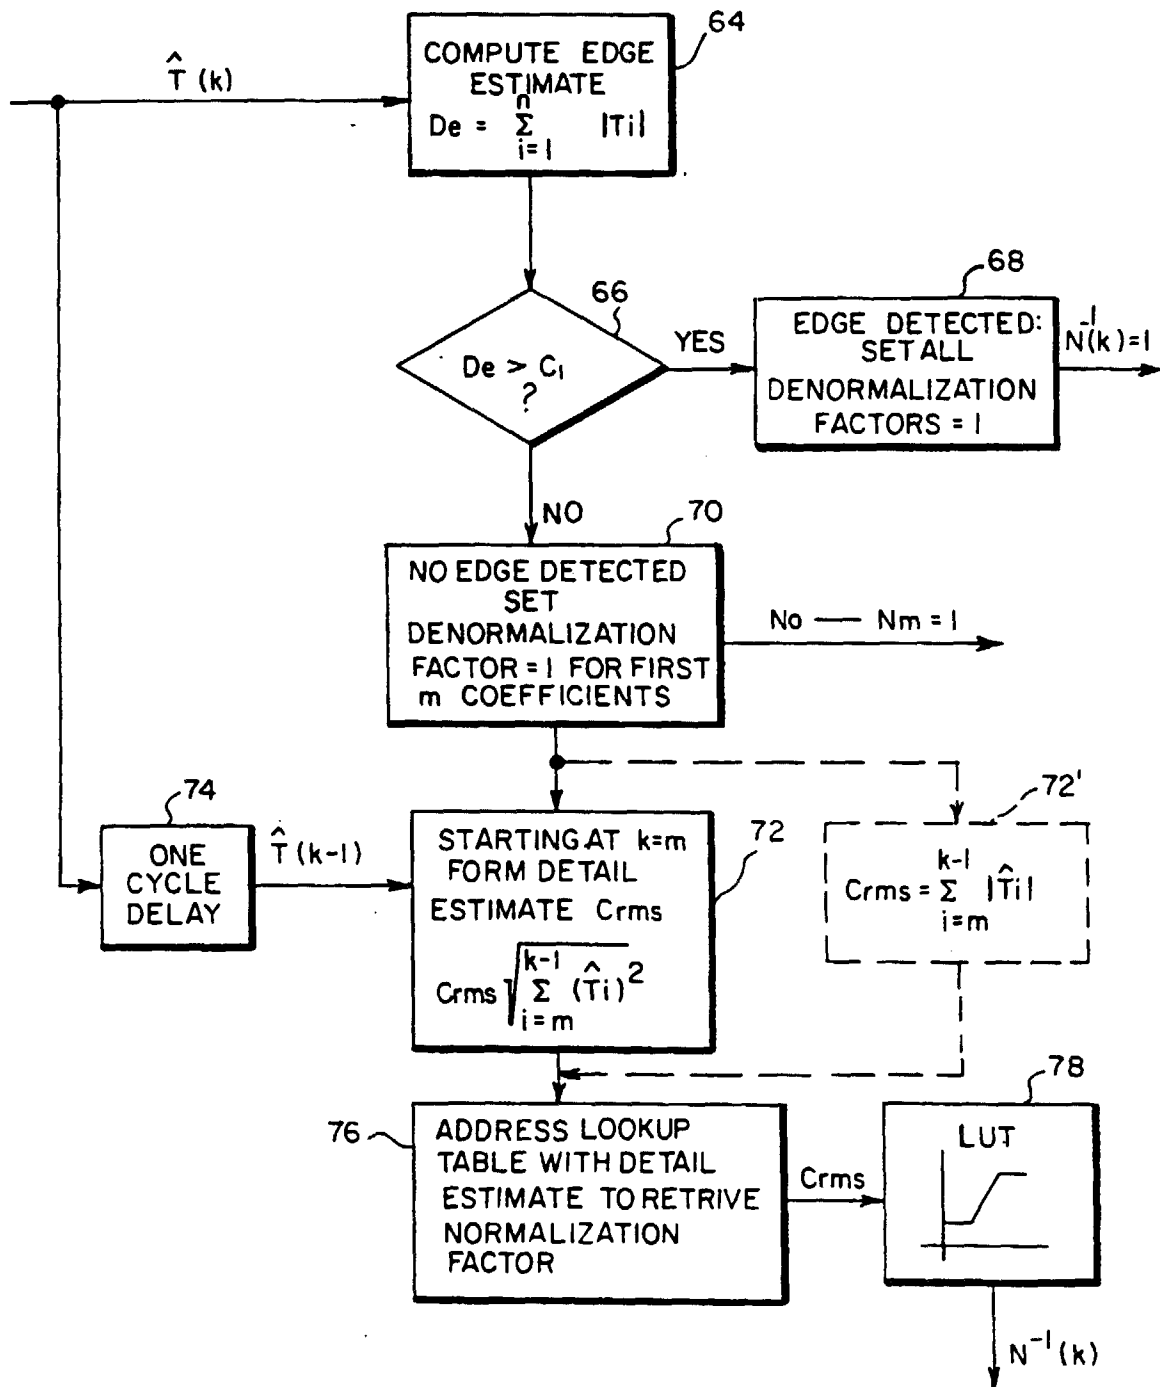 64
COMPUTE EDGE
ESTIMATE
De = n Σ i=1 |Ti|
T̂ (k)
66
De > C₁
?
YES
68
EDGE DETECTED:
SET ALL
DENORMALIZATION
FACTORS = 1
N⁻¹(k) = 1
NO
70
NO EDGE DETECTED
SET
DENORMALIZATION
FACTOR = 1 FOR FIRST
m COEFFICIENTS
No — Nm = 1
74
ONE
CYCLE
DELAY
T̂ (k-1)
72
STARTING AT k=m
FORM DETAIL
ESTIMATE Crms
Crms √ k-1 Σ i=m (T̂i)²
72'
Crms = k-1 Σ i=m |T̂i|
76
ADDRESS LOOKUP
TABLE WITH DETAIL
ESTIMATE TO RETRIVE
NORMALIZATION
FACTOR
Crms
78
LUT
N⁻¹ (k)